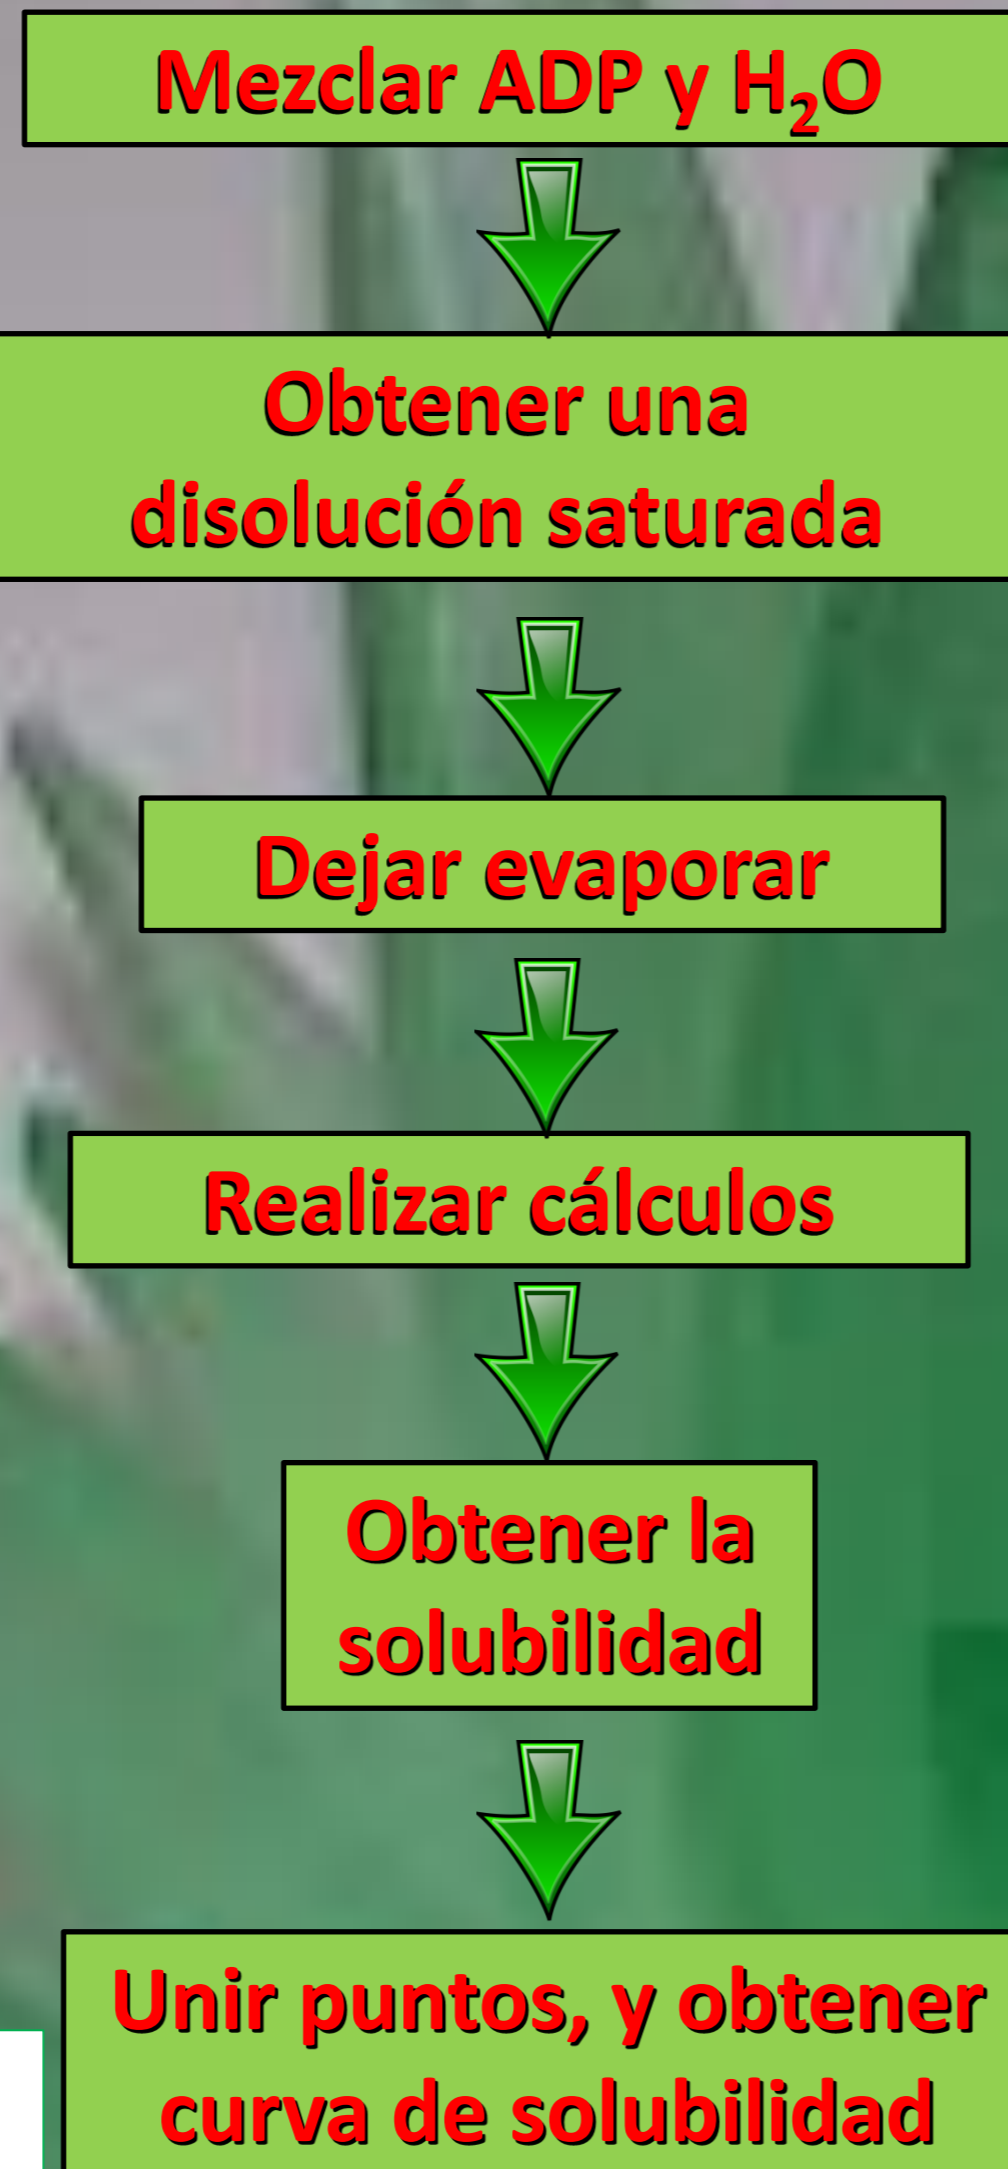 Mezclar ADP y H₂O
Obtener una
disolución saturada
Dejar evaporar
Realizar cálculos
Obtener la
solubilidad
Unir puntos, y obtener
curva de solubilidad